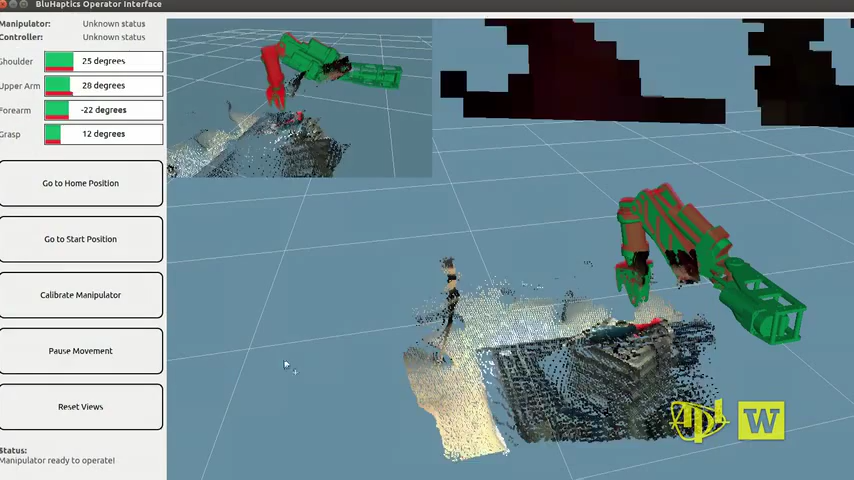 BluHaptics Operator Interface
Manipulator: Unknown status
Controller: Unknown status
Shoulder 25 degrees
Upper Arm 28 degrees
Forearm -22 degrees
Grasp 12 degrees
Go to Home Position
Go to Start Position
Calibrate Manipulator
Pause Movement
Reset Views
Status:
Manipulator ready to operate!
apl W